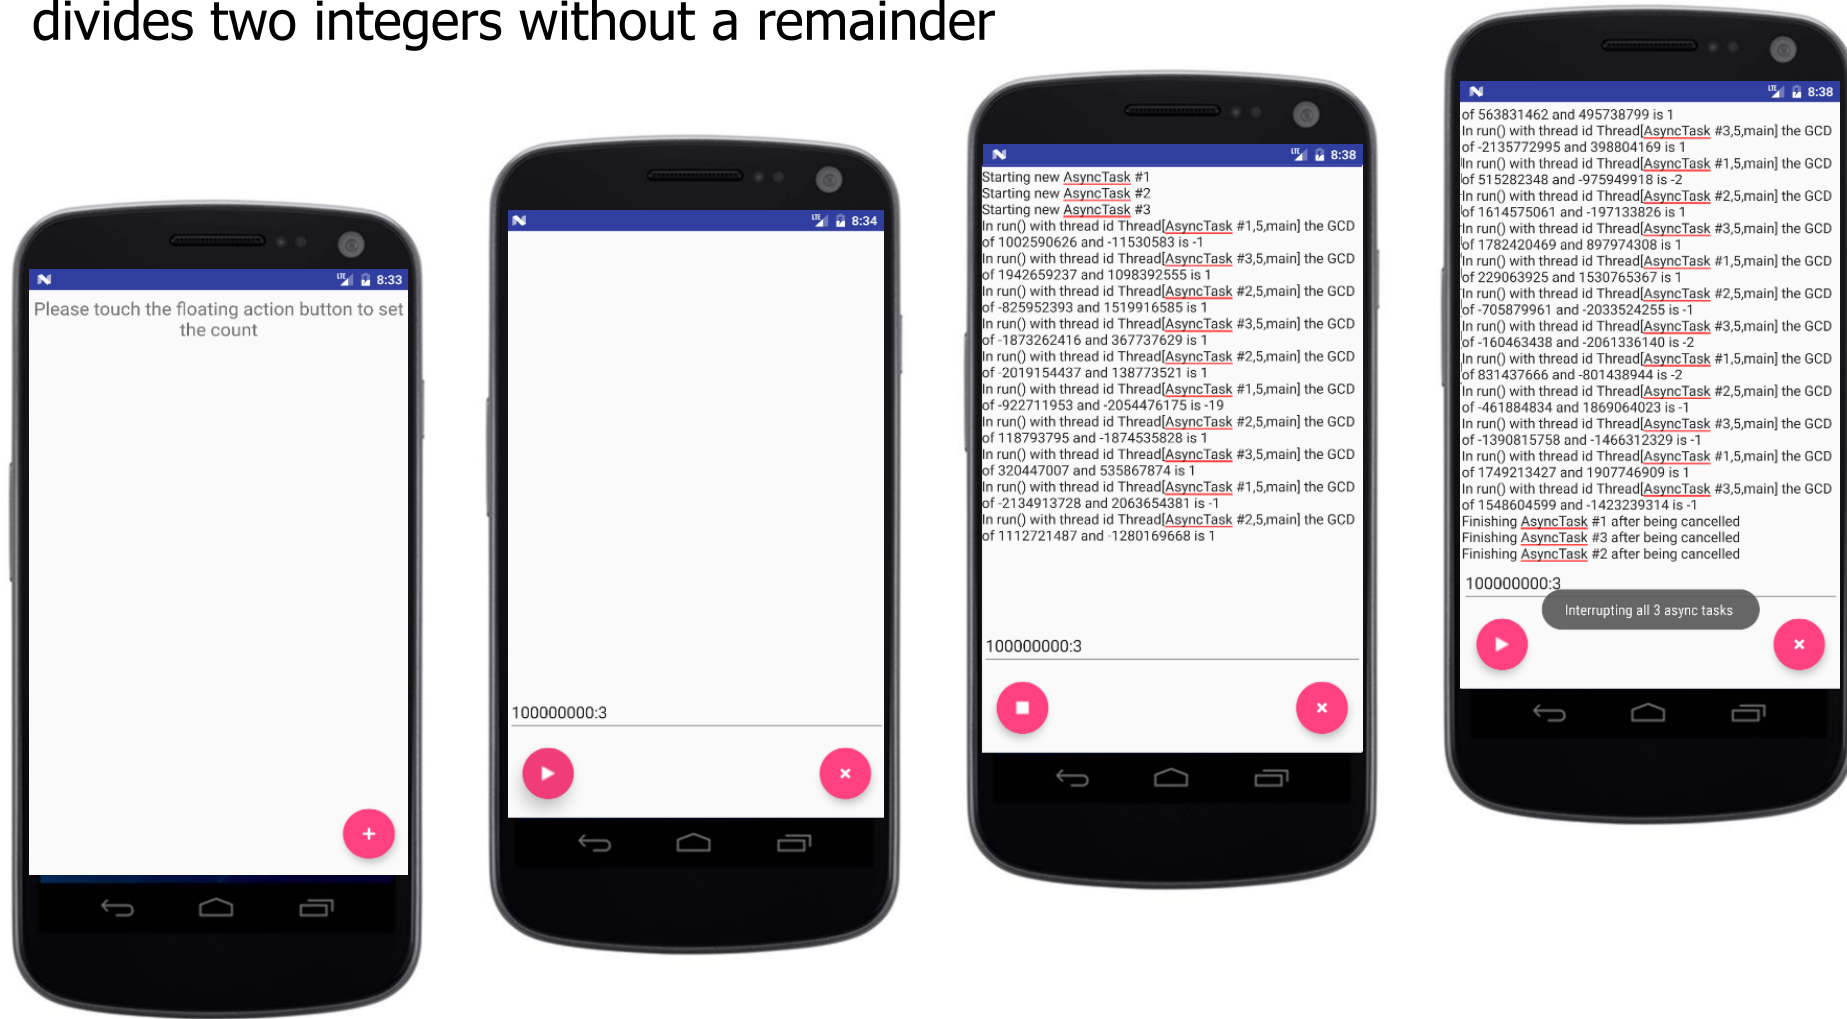 divides two integers without a remainder
8:33
Please touch the floating action button to set
the count
8:34
100000000:3
LTE 8:38
Starting new AsyncTask #1
Starting new AsyncTask #2
Starting new AsyncTask #3
In run() with thread id Thread[AsyncTask #1,5,main] the GCD
of 1002590626 and -11530583 is -1
In run() with thread id Thread[AsyncTask #3,5,main] the GCD
of 1942659237 and 1098392555 is 1
In run() with thread id Thread[AsyncTask #2,5,main] the GCD
of -825952393 and 1519916585 is 1
In run() with thread id Thread[AsyncTask #3,5,main] the GCD
of -1873262416 and 367737629 is 1
In run() with thread id Thread[AsyncTask #2,5,main] the GCD
of -2019154437 and 138773521 is 1
In run() with thread id Thread[AsyncTask #1,5,main] the GCD
of -922711953 and -2054476175 is -19
In run() with thread id Thread[AsyncTask #2,5,main] the GCD
of 118793795 and -1874535828 is 1
In run() with thread id Thread[AsyncTask #3,5,main] the GCD
of 320447007 and 535867874 is 1
In run() with thread id Thread[AsyncTask #1,5,main] the GCD
of -2134913728 and 2063654381 is -1
In run() with thread id Thread[AsyncTask #2,5,main] the GCD
of 1112721487 and -1280169668 is 1
100000000:3
LTE 8:38
of 563831462 and 495738799 is 1
In run() with thread id Thread[AsyncTask #3,5,main] the GCD
of -2135772995 and 398804169 is 1
In run() with thread id Thread[AsyncTask #1,5,main] the GCD
of 515282348 and -975949918 is -2
In run() with thread id Thread[AsyncTask #2,5,main] the GCD
of 1614575061 and -197133826 is 1
In run() with thread id Thread[AsyncTask #3,5,main] the GCD
of 1782420469 and 897974308 is 1
In run() with thread id Thread[AsyncTask #1,5,main] the GCD
of 229063925 and 1530765367 is 1
In run() with thread id Thread[AsyncTask #2,5,main] the GCD
of -705879961 and -2033524255 is -1
In run() with thread id Thread[AsyncTask #3,5,main] the GCD
of -160463438 and -2061336140 is -2
In run() with thread id Thread[AsyncTask #1,5,main] the GCD
of 831437666 and -801438944 is -2
In run() with thread id Thread[AsyncTask #2,5,main] the GCD
of -461884834 and 1869064023 is -1
In run() with thread id Thread[AsyncTask #3,5,main] the GCD
of -1390815758 and -1466312329 is -1
In run() with thread id Thread[AsyncTask #1,5,main] the GCD
of 1749213427 and 1907746909 is 1
In run() with thread id Thread[AsyncTask #3,5,main] the GCD
of 1548604599 and -1423239314 is -1
Finishing AsyncTask #1 after being cancelled
Finishing AsyncTask #3 after being cancelled
Finishing AsyncTask #2 after being cancelled
100000000:3
Interrupting all 3 async tasks